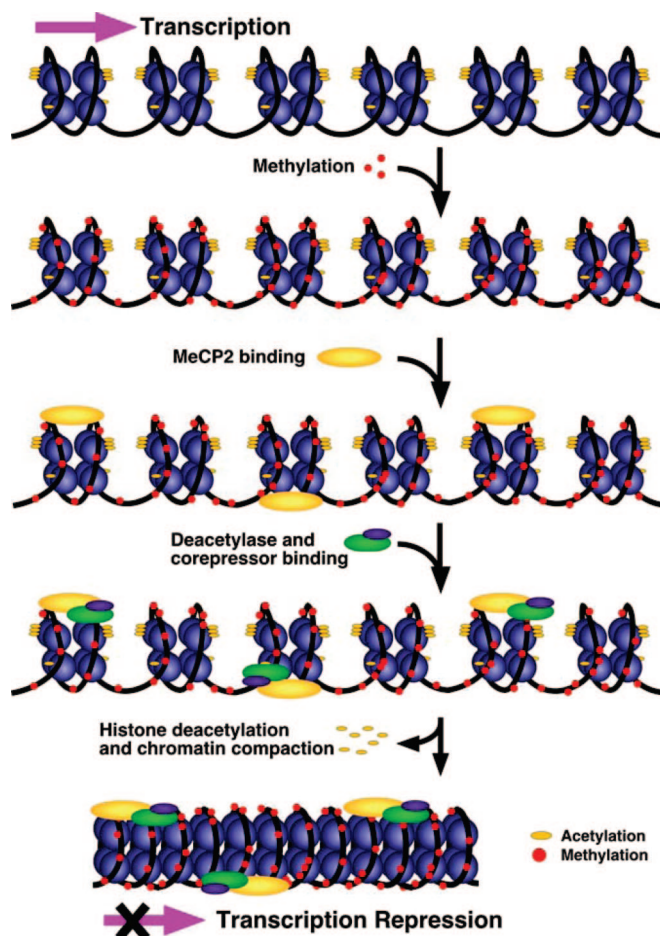 Transcription
Methylation
MeCP2 binding
Deacetylase and
corepressor binding
Histone deacetylation
and chromatin compaction
Acetylation
Methylation
Transcription Repression